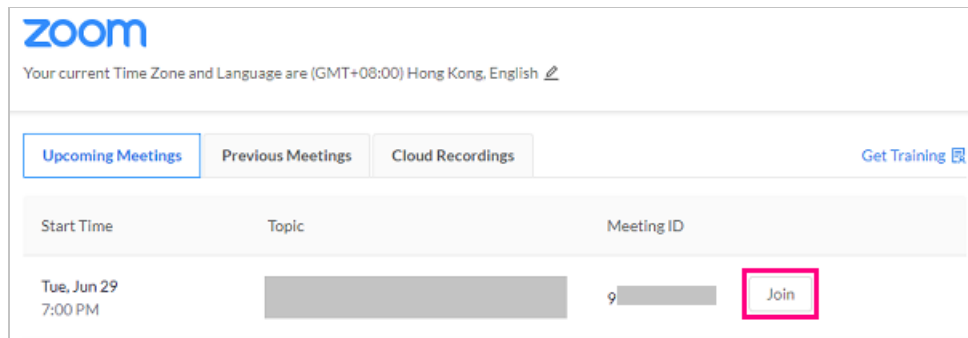 zoom
Your current Time Zone and Language are (GMT+08:00) Hong Kong, English
Upcoming Meetings Previous Meetings Cloud Recordings Get Training
Start Time Topic Meeting ID
Tue, Jun 29
7:00 PM
9 Join